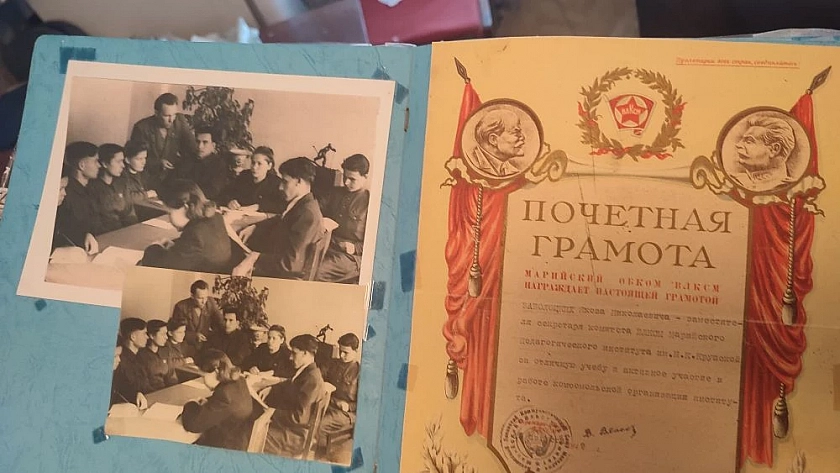 Пролетарии всех стран, соединяйтесь!
ВЛКСМ
ПОЧЕТНАЯ
ГРАМОТА
МАРИЙСКИЙ ОБКОМ ВЛКСМ
НАГРАЖДАЕТ НАСТОЯЩЕЙ ГРАМОТОЙ
Якова Николаевича - заместите-
ля секретаря комитета ВЛКСМ Марийского
педагогического института им.Н.К.Крупской
за отличную учебу и активное участие в
работе комсомольской организации институ-
та.